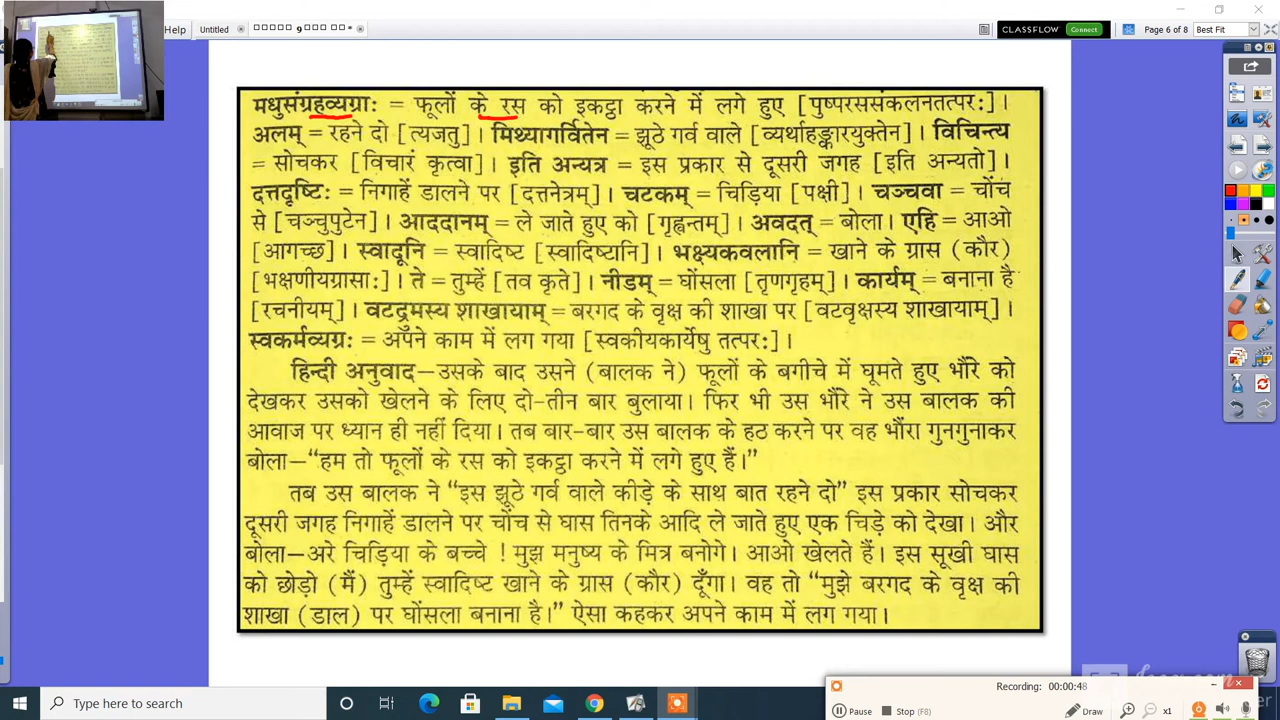 Help
Untitled
9
CLASSFLOW Connect
Page 6 of 8
Best Fit
मधुसंग्रहव्यग्राः = फूलों के रस को इकट्ठा करने में लगे हुए [पुष्परससंकलनतत्परः]।
अलम् = रहने दो [त्यजतु]। मिथ्यागर्वितेन = झूठे गर्व वाले [व्यर्थाहङ्कारयुक्तेन]। विचिन्त्य
= सोचकर [विचारं कृत्वा]। इति अन्यत्र = इस प्रकार से दूसरी जगह [इति अन्यतो]।
दत्तदृष्टिः = निगाहें डालने पर [दत्तनेत्रम्]। चटकम् = चिड़िया [पक्षी]। चञ्चवा = चोंच
से [चञ्चुपुटेन]। आददानम् = ले जाते हुए को [गृह्णन्तम्]। अवदत् = बोला। एहि = आओ
[आगच्छ]। स्वादूनि = स्वादिष्ट [स्वादिष्टानि]। भक्ष्यकवलानि = खाने के ग्रास (कौर)
[भक्षणीयग्रासाः]। ते = तुम्हें [तव कृते]। नीडम् = घोंसला [तृणगृहम्]। कार्यम् = बनाना है
[रचनीयम्]। वटद्रुमस्य शाखायाम् = बरगद के वृक्ष की शाखा पर [वटवृक्षस्य शाखायाम्]।
स्वकर्मव्यग्रः = अपने काम में लग गया [स्वकीयकार्येषु तत्परः]।
हिन्दी अनुवाद—उसके बाद उसने (बालक ने) फूलों के बगीचे में घूमते हुए भौंरे को
देखकर उसको खेलने के लिए दो-तीन बार बुलाया। फिर भी उस भौंरे ने उस बालक की
आवाज पर ध्यान ही नहीं दिया। तब बार-बार उस बालक के हठ करने पर वह भौंरा गुनगुनाकर
बोला—“हम तो फूलों के रस को इकट्ठा करने में लगे हुए हैं।”
तब उस बालक ने “इस झूठे गर्व वाले कीड़े के साथ बात रहने दो” इस प्रकार सोचकर
दूसरी जगह निगाहें डालने पर चोंच से घास तिनके आदि ले जाते हुए एक चिड़े को देखा। और
बोला—अरे चिड़िया के बच्चे ! मुझ मनुष्य के मित्र बनोगे। आओ खेलते हैं। इस सूखी घास
को छोड़ो (मैं) तुम्हें स्वादिष्ट खाने के ग्रास (कौर) दूँगा। वह तो “मुझे बरगद के वृक्ष की
शाखा (डाल) पर घोंसला बनाना है।” ऐसा कहकर अपने काम में लग गया।
Recording: 00:00:48
Pause Stop (F8) Draw x1
Type here to search